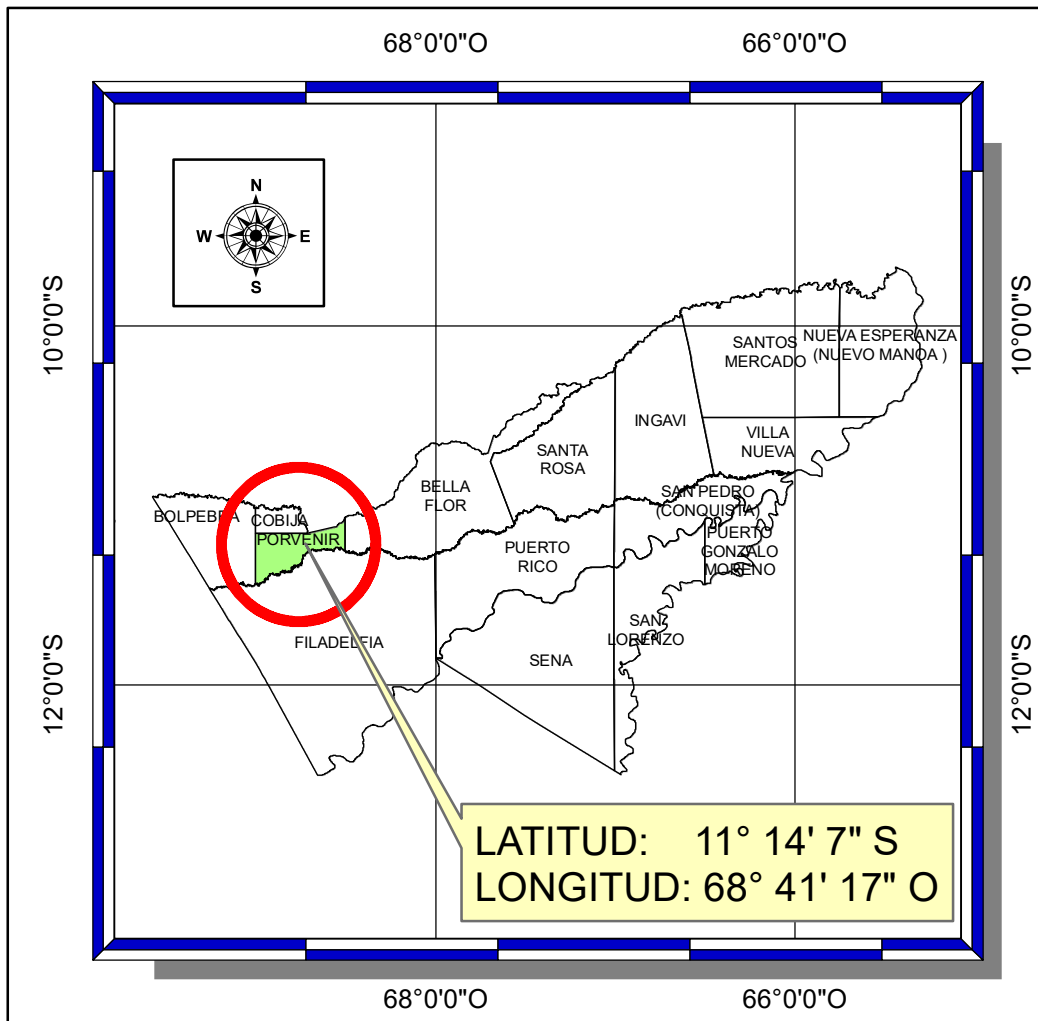 68°0'0"O
66°0'0"O
N
W
E
S
10°0'0"S
10°0'0"S
NUEVA ESPERANZA
(NUEVO MANOA )
SANTOS
MERCADO
INGAVI
VILLA
NUEVA
SANTA
ROSA
BELLA
FLOR
SAN PEDRO
(CONQUISTA)
BOLPEBRA
COBIJA
PORVENIR
PUERTO
RICO
PUERTO
GONZALO
MORENO
FILADELFIA
SAN
LORENZO
SENA
12°0'0"S
12°0'0"S
LATITUD: 11° 14' 7" S
LONGITUD: 68° 41' 17" O
68°0'0"O
66°0'0"O